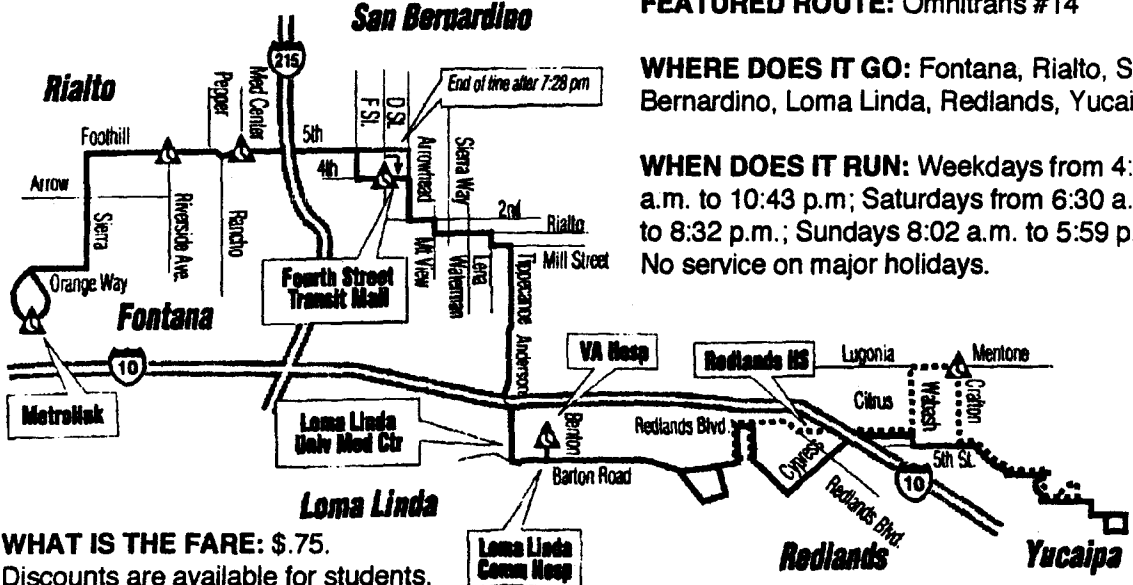 FEATURED ROUTE: Omnitrans #14
WHERE DOES IT GO: Fontana, Rialto, S
Bernardino, Loma Linda, Redlands, Yucai
WHEN DOES IT RUN: Weekdays from 4:
a.m. to 10:43 p.m; Saturdays from 6:30 a.
to 8:32 p.m.; Sundays 8:02 a.m. to 5:59 p.
No service on major holidays.
San Bernardino
215
Rialto
Pepper
Med Center
End of line after 7:28 pm
F St.
D St.
Foothill
5th
4th
Arrow
Sierra
Riverside Ave.
Rancho
Arrowhead
Sierra Way
2nd
Rialto
Mill Street
Mt View
Waterman
Lena
Tippecanoe
Anderson
Orange Way
Fourth Street
Transit Mall
Fontana
10
Metrolink
VA Hosp
Redlands HS
Lugonia
Mentone
Citrus
Wabash
Crafton
Loma Linda
Univ Med Ctr
Benton
Redlands Blvd.
Barton Road
Cypress
5th St.
10
Redlands Blvd.
Loma Linda
Loma Linda
Comm Hosp
Redlands
Yucaipa
WHAT IS THE FARE: $.75.
Discounts are available for students,